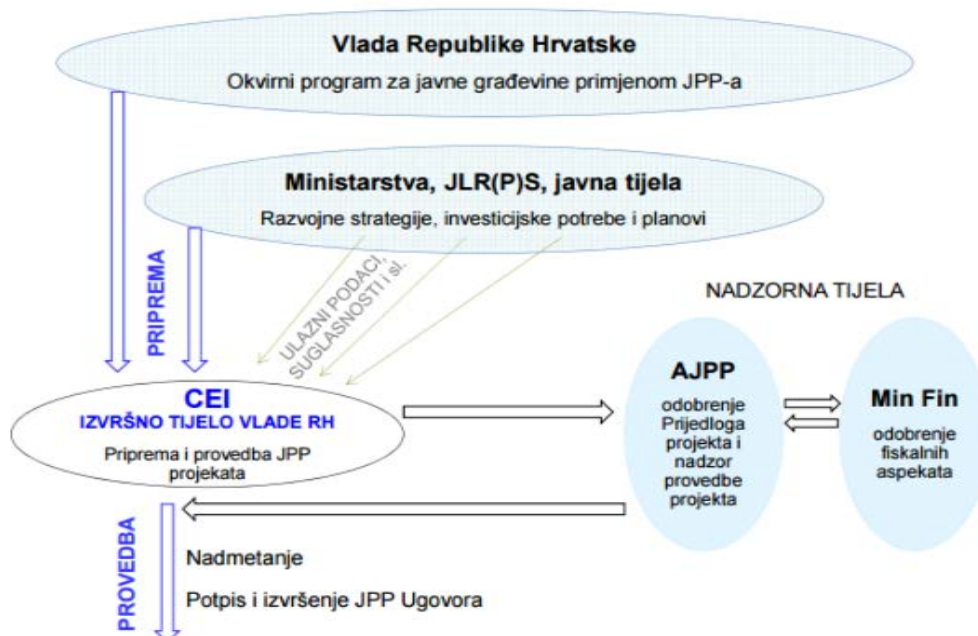 Vlada Republike Hrvatske
Okvirni program za javne građevine primjenom JPP-a
Ministarstva, JLR(P)S, javna tijela
Razvojne strategije, investicijske potrebe i planovi
PRIPREMA
ULAZNI PODACI,
SUGLASNOSTI i sl.
NADZORNA TIJELA
CEI
IZVRŠNO TIJELO VLADE RH
Priprema i provedba JPP
projekata
AJPP
odobrenje
Prijedloga
projekta i
nadzor
provedbe
projekta
Min Fin
odobrenje
fiskalnih
aspekata
PROVEDBA
Nadmetanje
Potpis i izvršenje JPP Ugovora